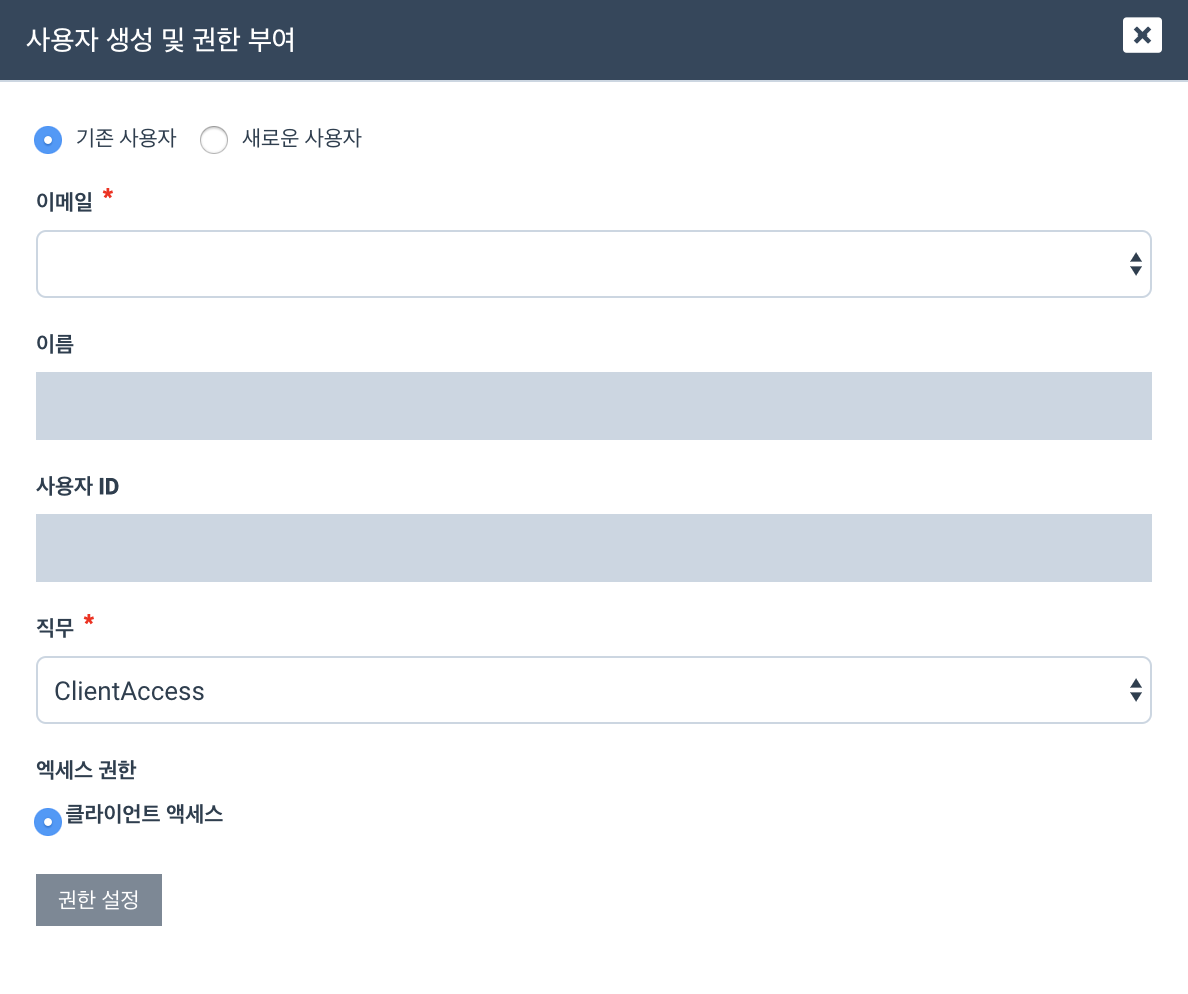 사용자 생성 및 권한 부여
기존 사용자 새로운 사용자
이메일 *
이름
사용자 ID
직무 *
ClientAccess
엑세스 권한
클라이언트 액세스
권한 설정